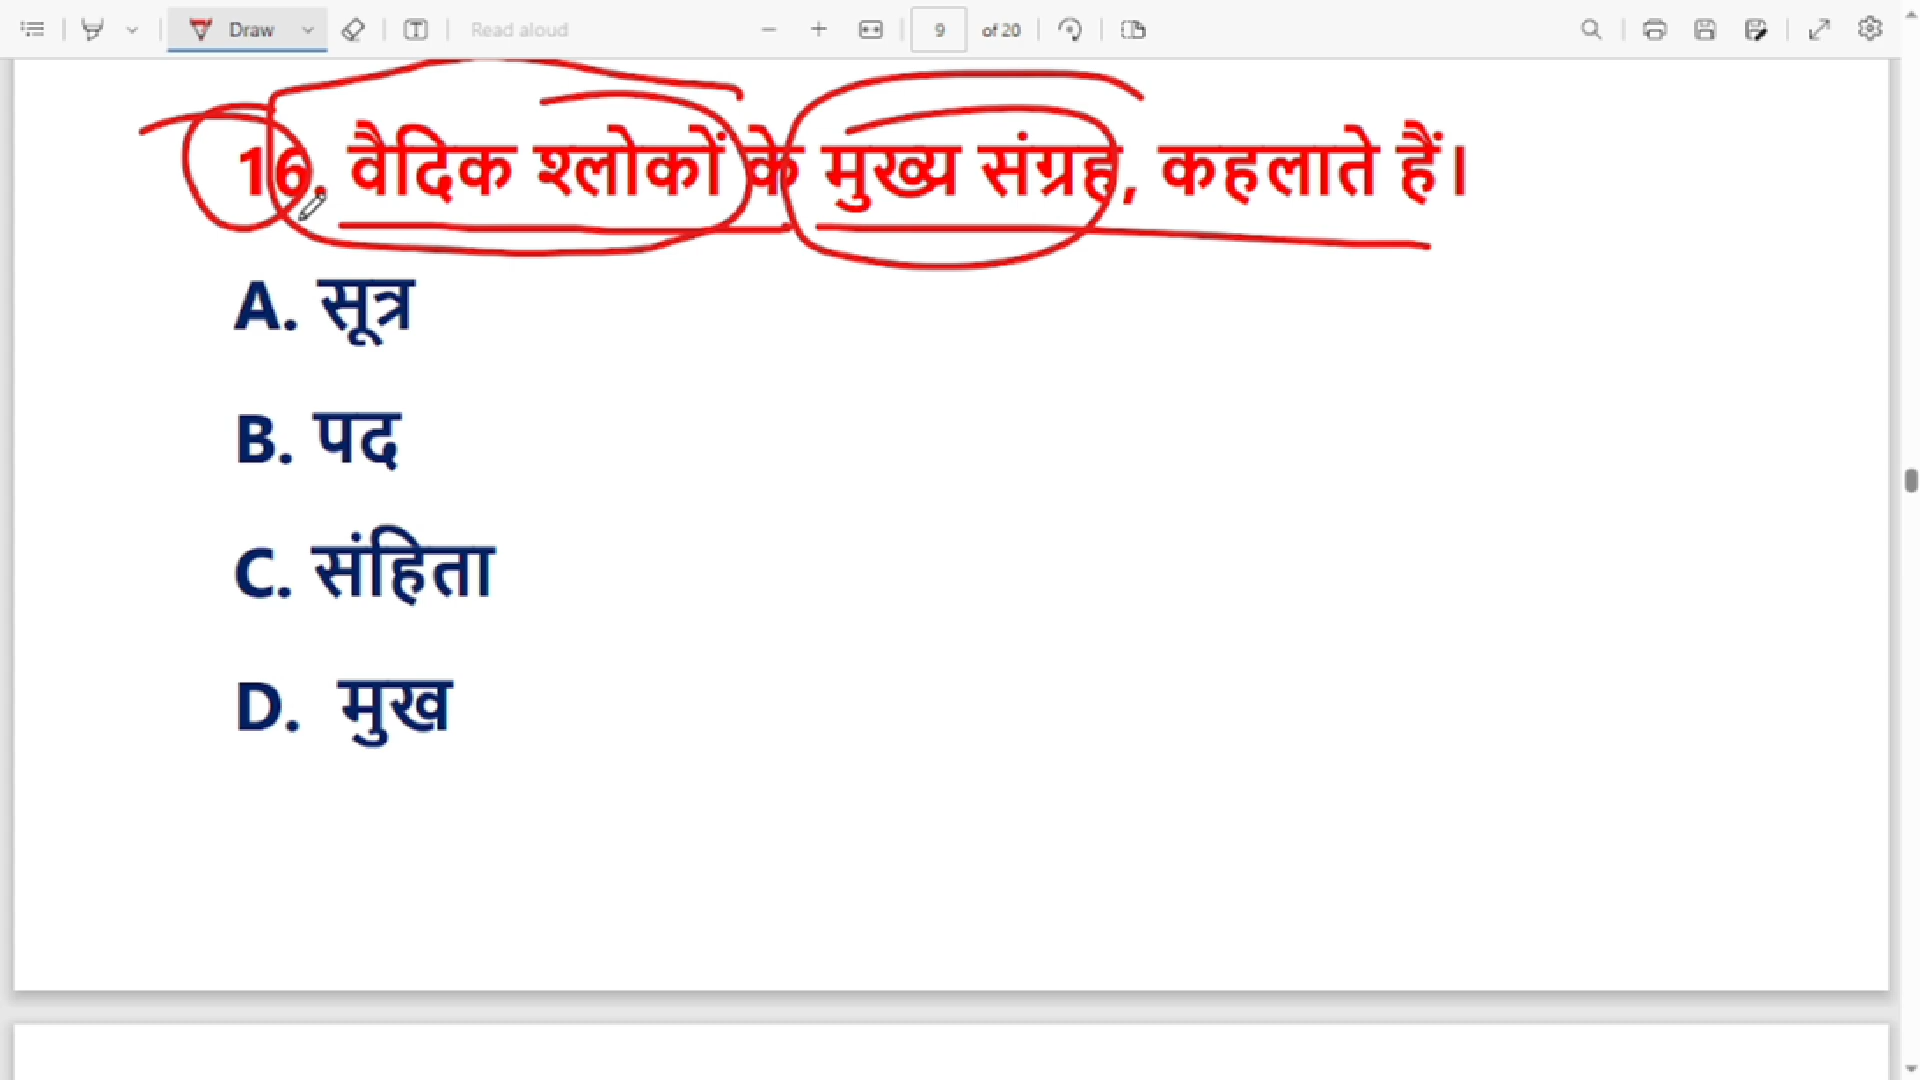 Draw
Read aloud
9 of 20
16. वैदिक श्लोकों के मुख्य संग्रह, कहलाते हैं।
A. सूत्र
B. पद
C. संहिता
D. मुख